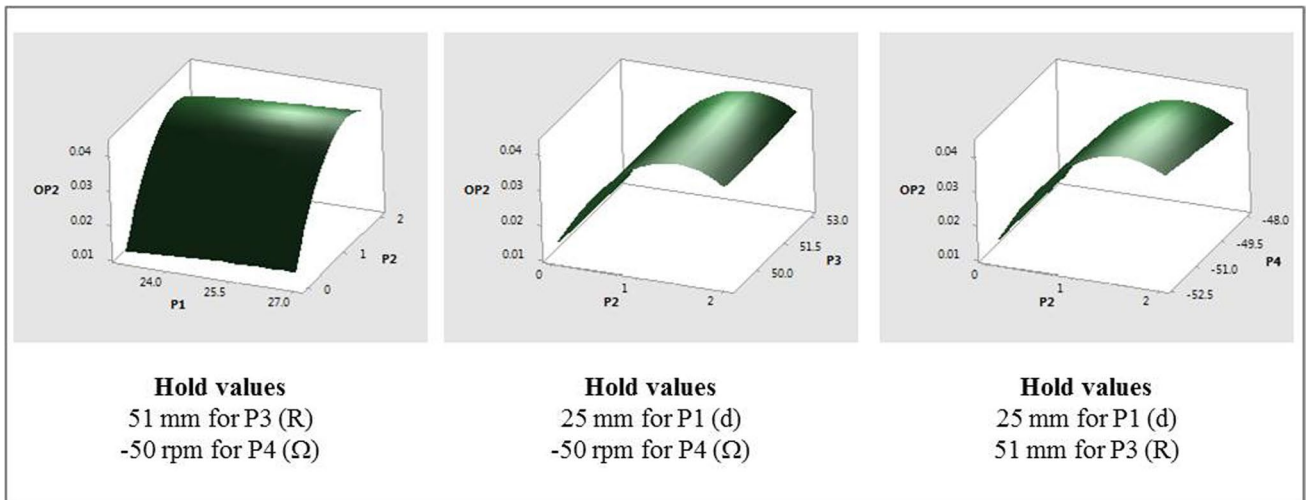 0.04
OP2 0.03
0.02
0.01
24.0
25.5
27.0
P1
0
1
2
P2
0.04
OP2 0.03
0.02
0.01
0
1
2
P2
50.0
51.5
53.0
P3
0.04
OP2 0.03
0.02
0.01
0
1
2
P2
-52.5
-51.0
-49.5
-48.0
P4
Hold values
51 mm for P3 (R)
-50 rpm for P4 (Ω)
Hold values
25 mm for P1 (d)
-50 rpm for P4 (Ω)
Hold values
25 mm for P1 (d)
51 mm for P3 (R)